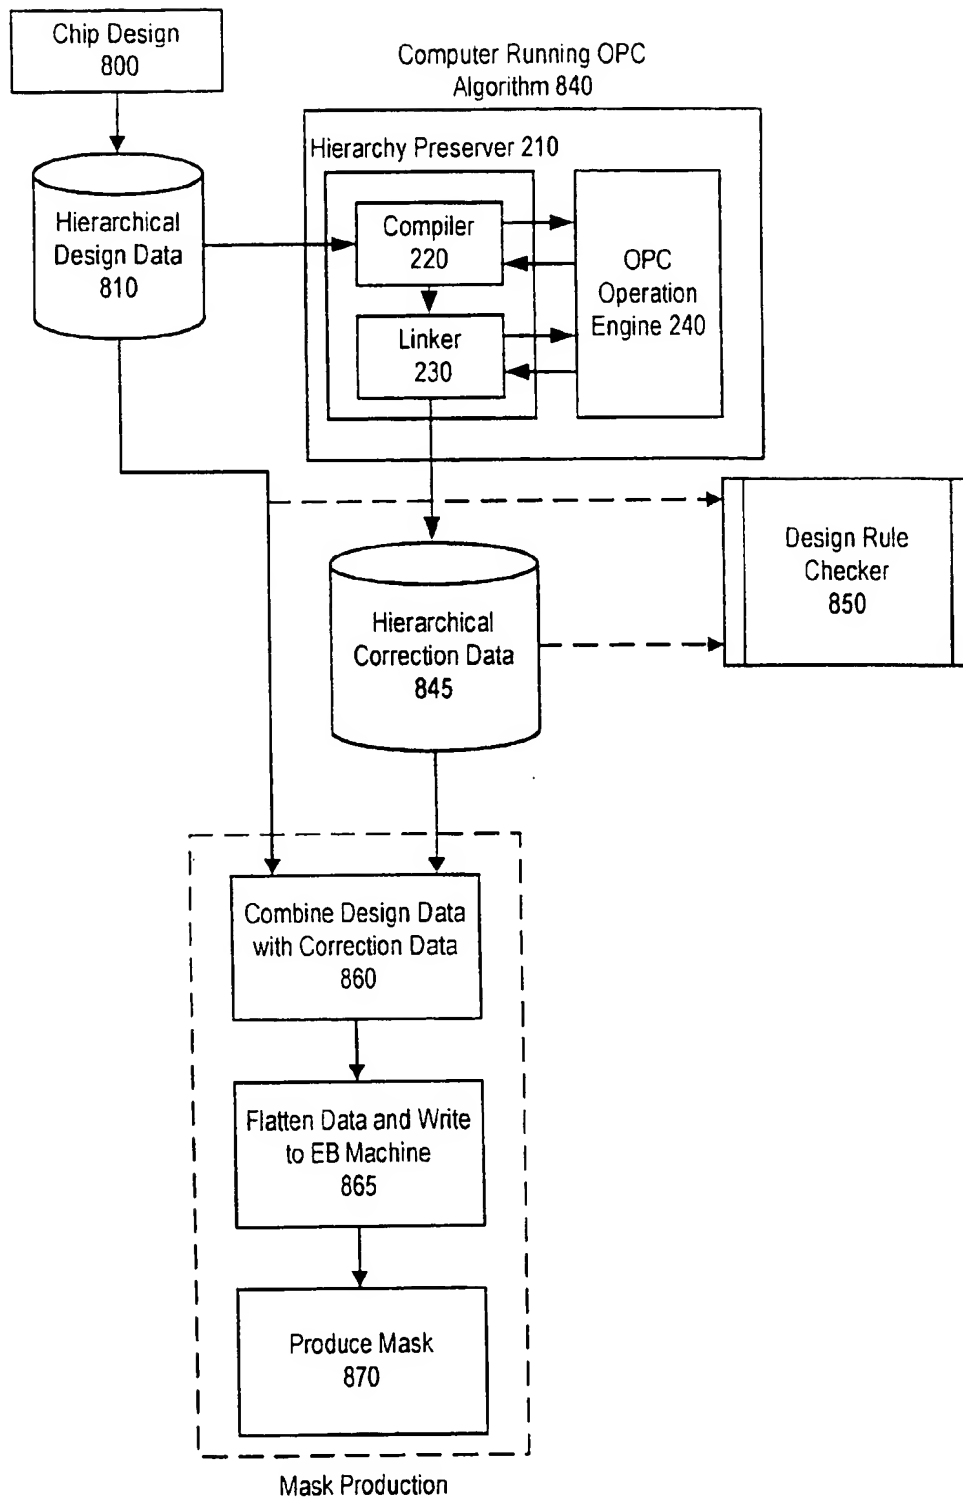 Chip Design
800
Computer Running OPC
Algorithm 840
Hierarchy Preserver 210
Hierarchical
Design Data
810
Compiler
220
OPC
Operation
Engine 240
Linker
230
Design Rule
Checker
850
Hierarchical
Correction Data
845
Combine Design Data
with Correction Data
860
Flatten Data and Write
to EB Machine
865
Produce Mask
870
Mask Production